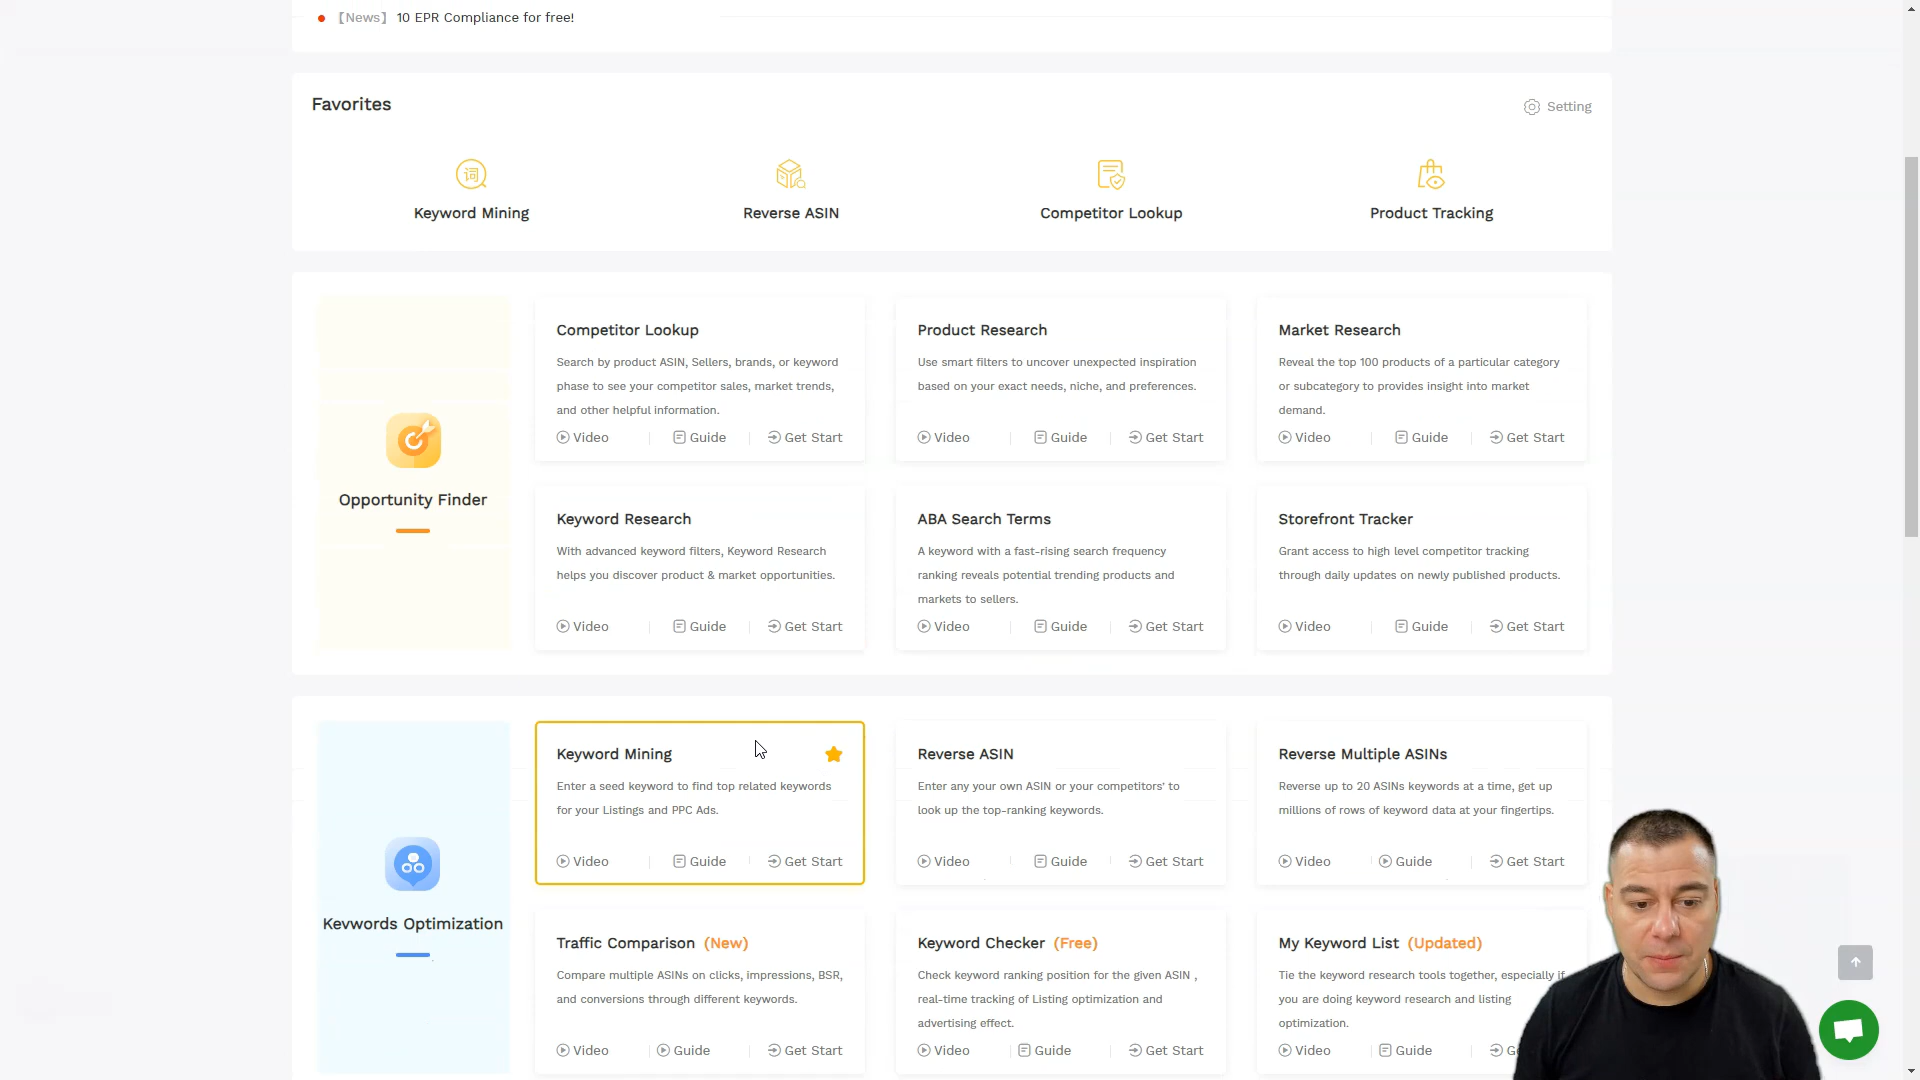 【News】 10 EPR Compliance for free!
Favorites
Setting
词
Keyword Mining
Reverse ASIN
Competitor Lookup
Product Tracking
Opportunity Finder
Competitor Lookup
Search by product ASIN, Sellers, brands, or keyword
phase to see your competitor sales, market trends,
and other helpful information.
Video
Guide
Get Start
Product Research
Use smart filters to uncover unexpected inspiration
based on your exact needs, niche, and preferences.
Video
Guide
Get Start
Market Research
Reveal the top 100 products of a particular category
or subcategory to provides insight into market
demand.
Video
Guide
Get Start
Keyword Research
With advanced keyword filters, Keyword Research
helps you discover product & market opportunities.
Video
Guide
Get Start
ABA Search Terms
A keyword with a fast-rising search frequency
ranking reveals potential trending products and
markets to sellers.
Video
Guide
Get Start
Storefront Tracker
Grant access to high level competitor tracking
through daily updates on newly published products.
Video
Guide
Get Start
Keywords Optimization
Keyword Mining
Enter a seed keyword to find top related keywords
for your Listings and PPC Ads.
Video
Guide
Get Start
Reverse ASIN
Enter any your own ASIN or your competitors' to
look up the top-ranking keywords.
Video
Guide
Get Start
Reverse Multiple ASINs
Reverse up to 20 ASINs keywords at a time, get up
millions of rows of keyword data at your fingertips.
Video
Guide
Get Start
Traffic Comparison (New)
Compare multiple ASINs on clicks, impressions, BSR,
and conversions through different keywords.
Video
Guide
Get Start
Keyword Checker (Free)
Check keyword ranking position for the given ASIN ,
real-time tracking of Listing optimization and
advertising effect.
Video
Guide
Get Start
My Keyword List (Updated)
Tie the keyword research tools together, especially if
you are doing keyword research and listing
optimization.
Video
Guide